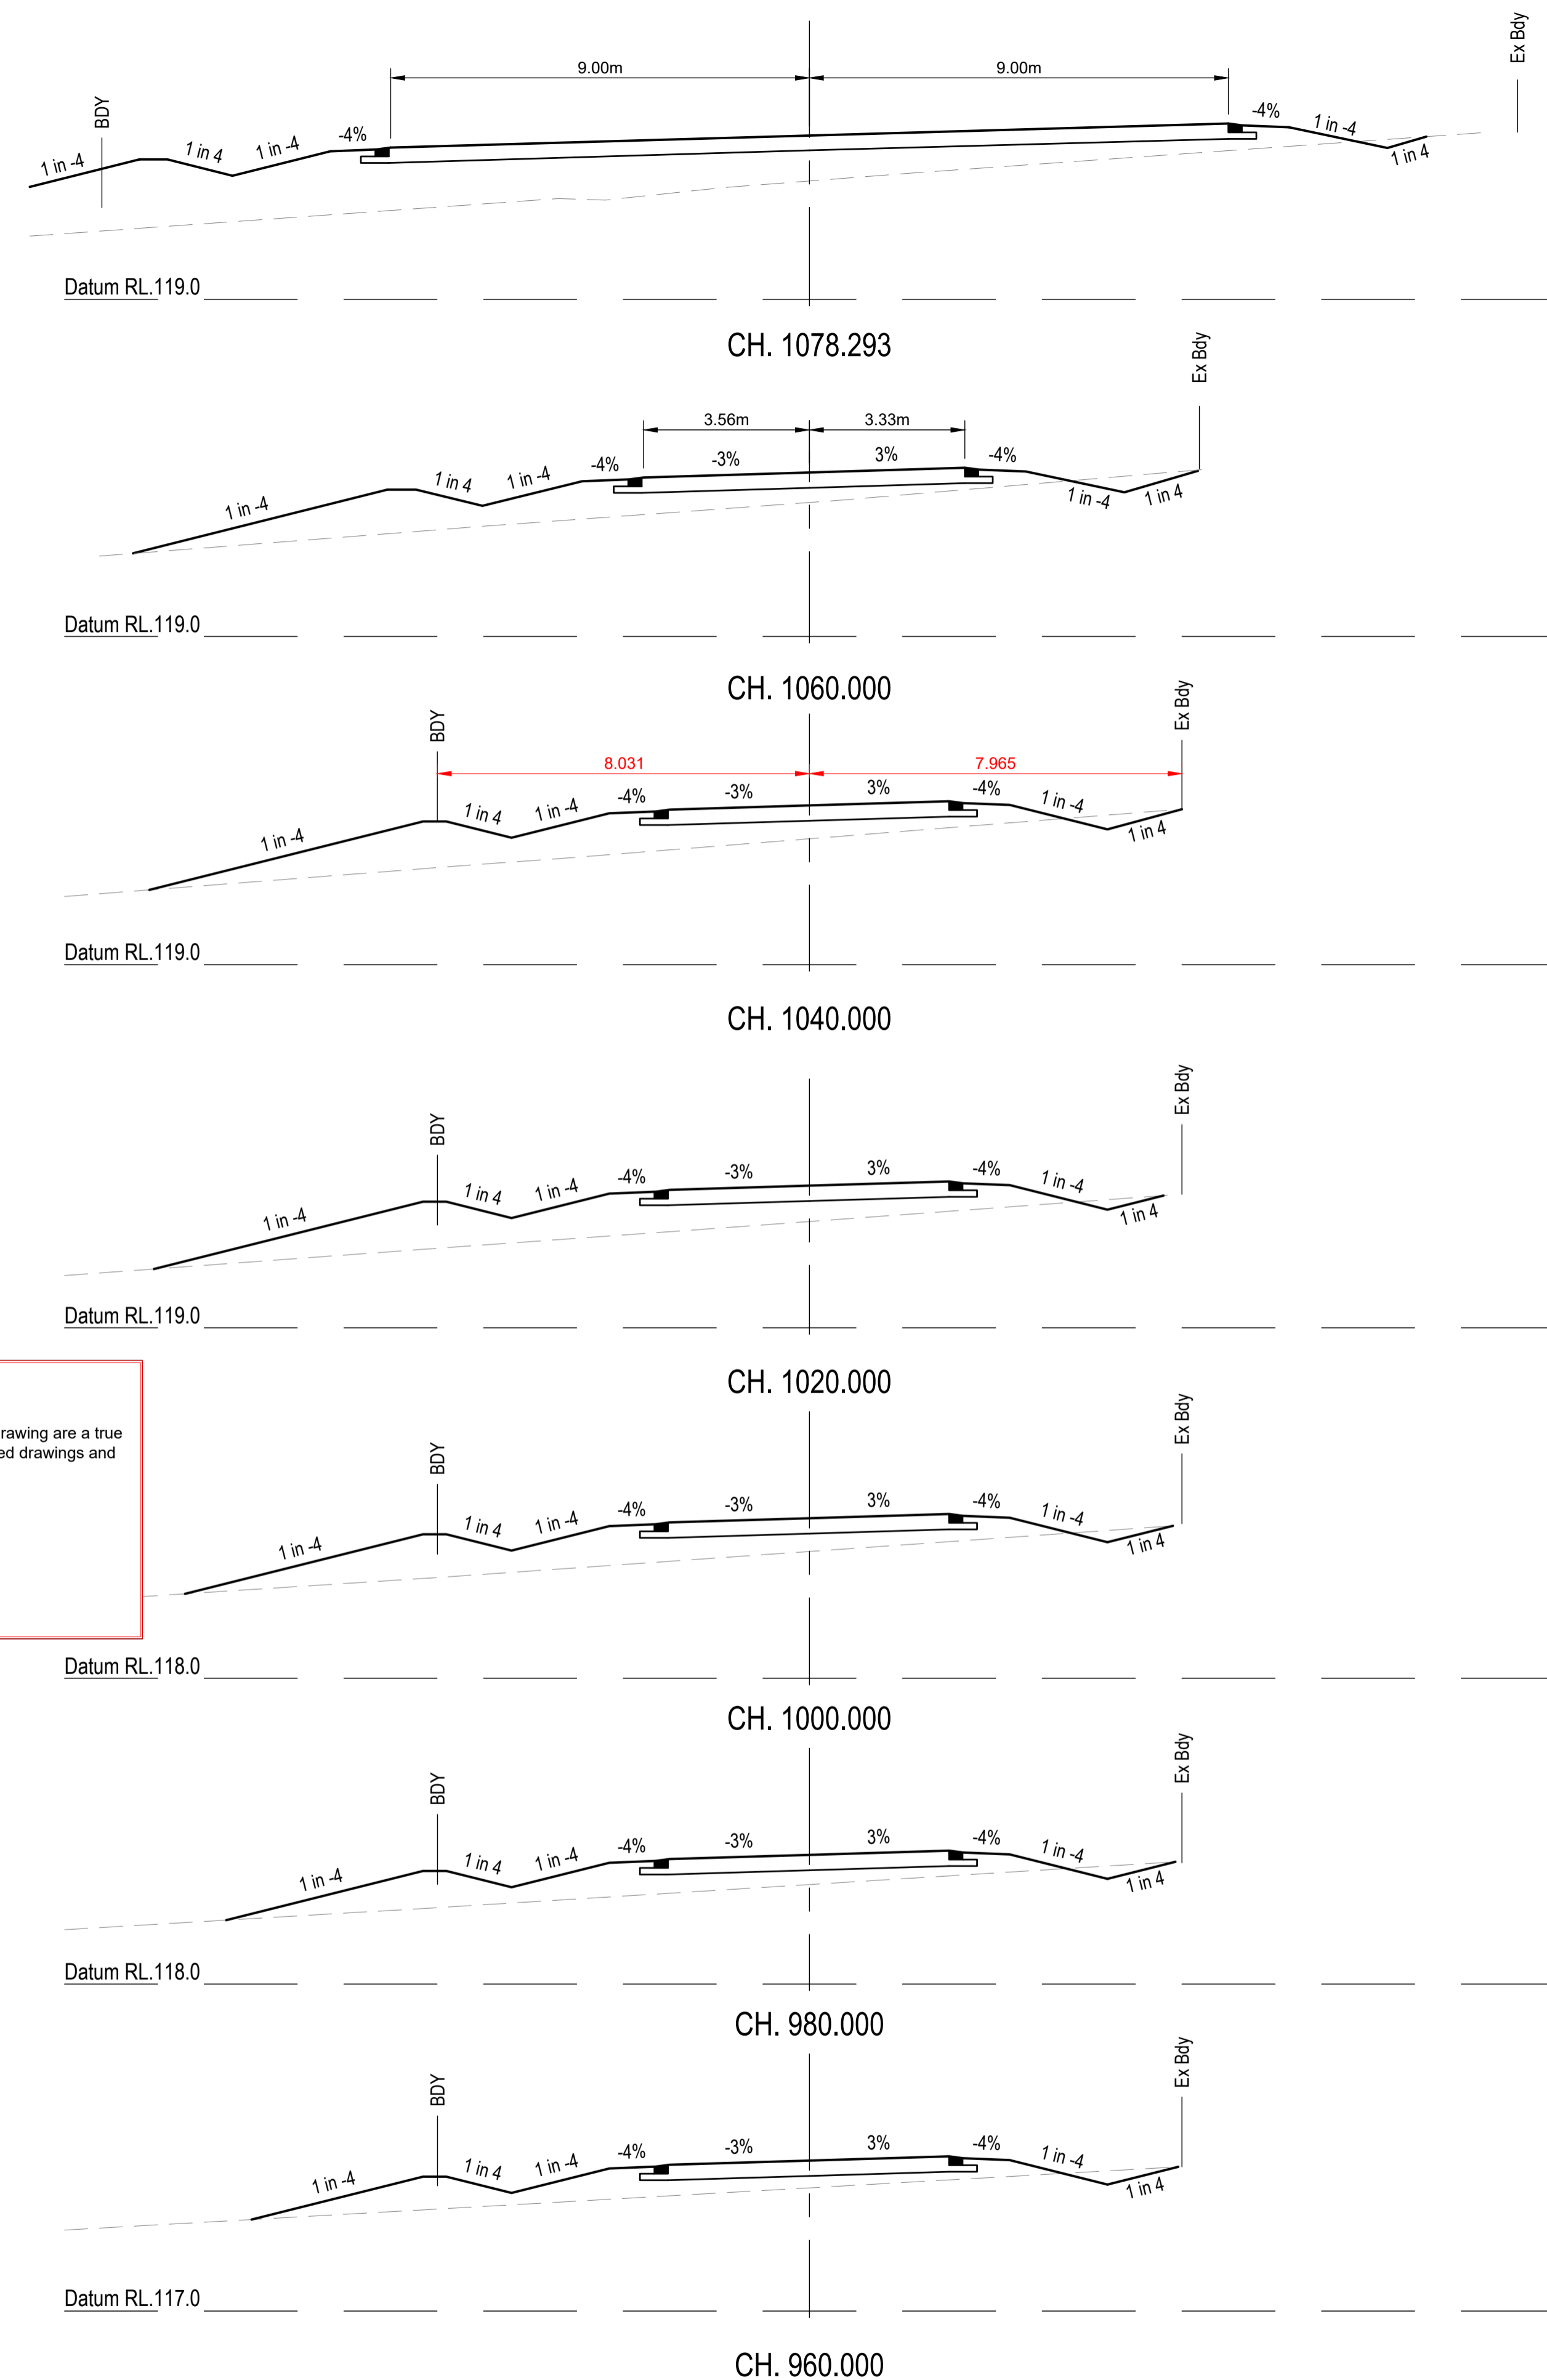 Ex Bdy
9.00m 9.00m
BDY
1 in -4 1 in 4 1 in -4 -4% -4% 1 in -4 1 in 4
Datum RL.119.0
CH. 1078.293
Ex Bdy
3.56m 3.33m
1 in -4 1 in 4 1 in -4 -4% -3% 3% -4% 1 in -4 1 in 4
Datum RL.119.0
CH. 1060.000
BDY Ex Bdy
8.031 7.965
1 in -4 1 in 4 1 in -4 -4% -3% 3% -4% 1 in -4 1 in 4
Datum RL.119.0
CH. 1040.000
BDY Ex Bdy
1 in -4 1 in 4 1 in -4 -4% -3% 3% -4% 1 in -4 1 in 4
Datum RL.119.0
CH. 1020.000
rawing are a true
ed drawings and
BDY Ex Bdy
1 in -4 1 in 4 1 in -4 -4% -3% 3% -4% 1 in -4 1 in 4
Datum RL.118.0
CH. 1000.000
BDY Ex Bdy
1 in -4 1 in 4 1 in -4 -4% -3% 3% -4% 1 in -4 1 in 4
Datum RL.118.0
CH. 980.000
BDY Ex Bdy
1 in -4 1 in 4 1 in -4 -4% -3% 3% -4% 1 in -4 1 in 4
Datum RL.117.0
CH. 960.000